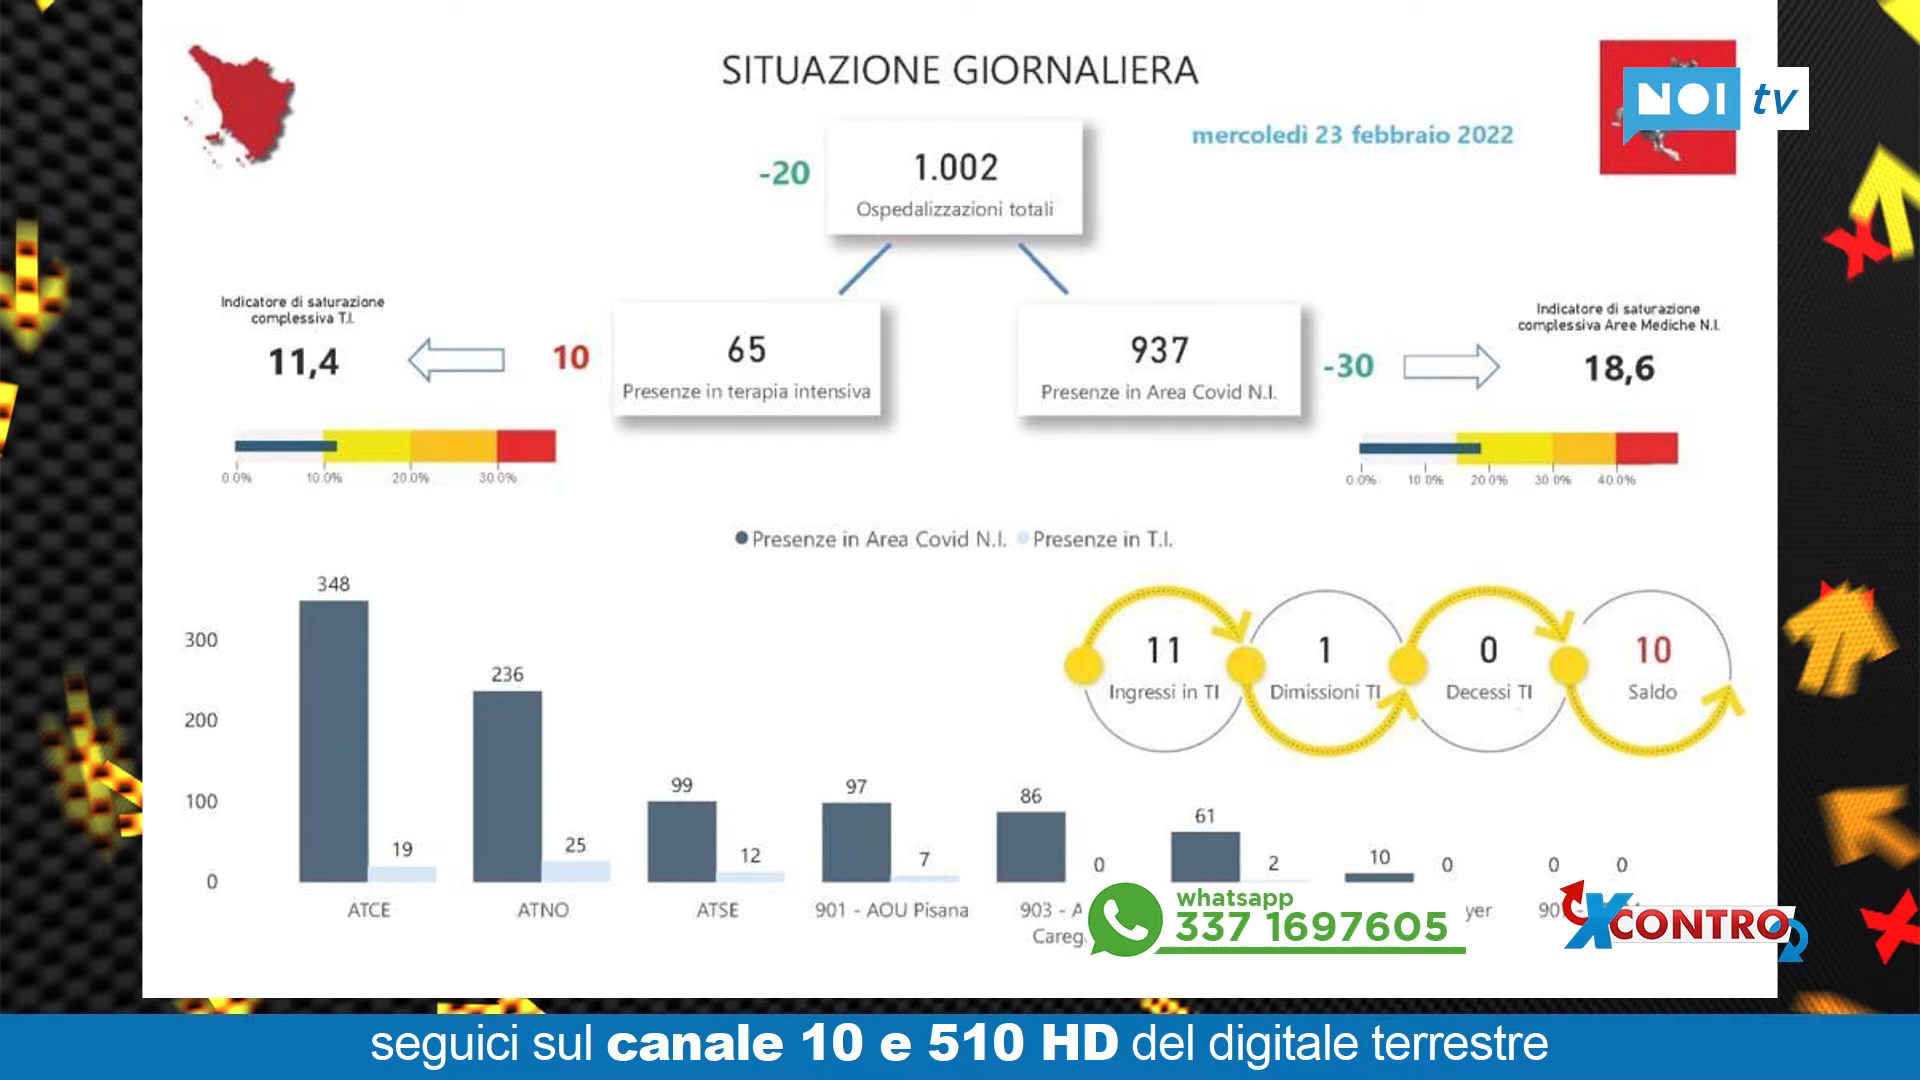 SITUAZIONE GIORNALIERA
NOI tv
mercoledì 23 febbraio 2022
-20
1.002
Ospedalizzazioni totali
Indicatore di saturazione
complessiva T.I.
11,4
10
65
Presenze in terapia intensiva
937
Presenze in Area Covid N.I.
-30
Indicatore di saturazione
complessiva Aree Mediche N.I.
18,6
0.0% 10.0% 20.0% 30.0%
0.0% 10.0% 20.0% 30.0% 40.0%
Presenze in Area Covid N.I. Presenze in T.I.
348
300
236
200
99
97
86
100
61
19
25
12
7
0
2
10
0
0
0
0
11
Ingressi in TI
1
Dimissioni TI
0
Decessi TI
10
Saldo
ATCE ATNO ATSE 901 - AOU Pisana 903 - A
Careg
yer
90
whatsapp
337 1697605
XCONTRO
seguici sul canale 10 e 510 HD del digitale terrestre